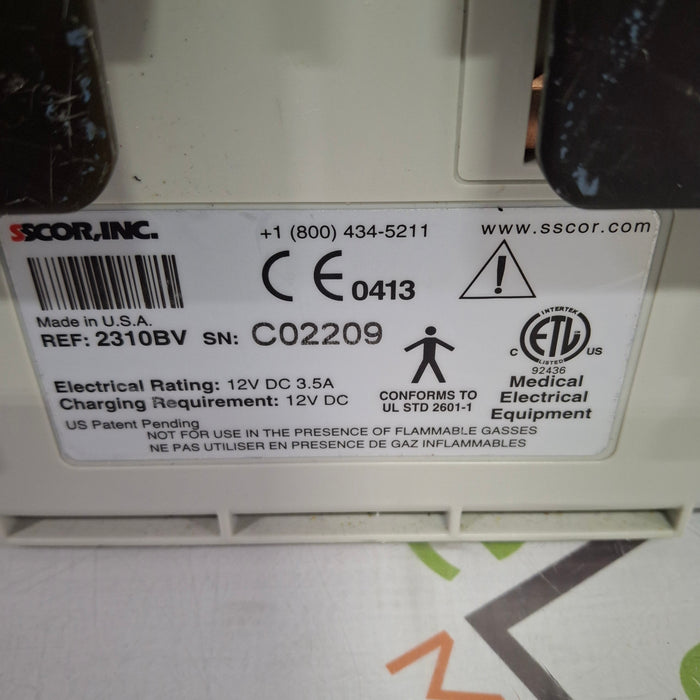 SSCOR, INC.
+1 (800) 434-5211
www.sscor.com
CE 0413
!
Made in U.S.A.
REF: 2310BV SN: C02209
INTERTEK
C ETL US
LISTED
92436
Medical
Electrical
Equipment
CONFORMS TO
UL STD 2601-1
Electrical Rating: 12V DC 3.5A
Charging Requirement: 12V DC
US Patent Pending
NOT FOR USE IN THE PRESENCE OF FLAMMABLE GASSES
NE PAS UTILISER EN PRESENCE DE GAZ INFLAMMABLES